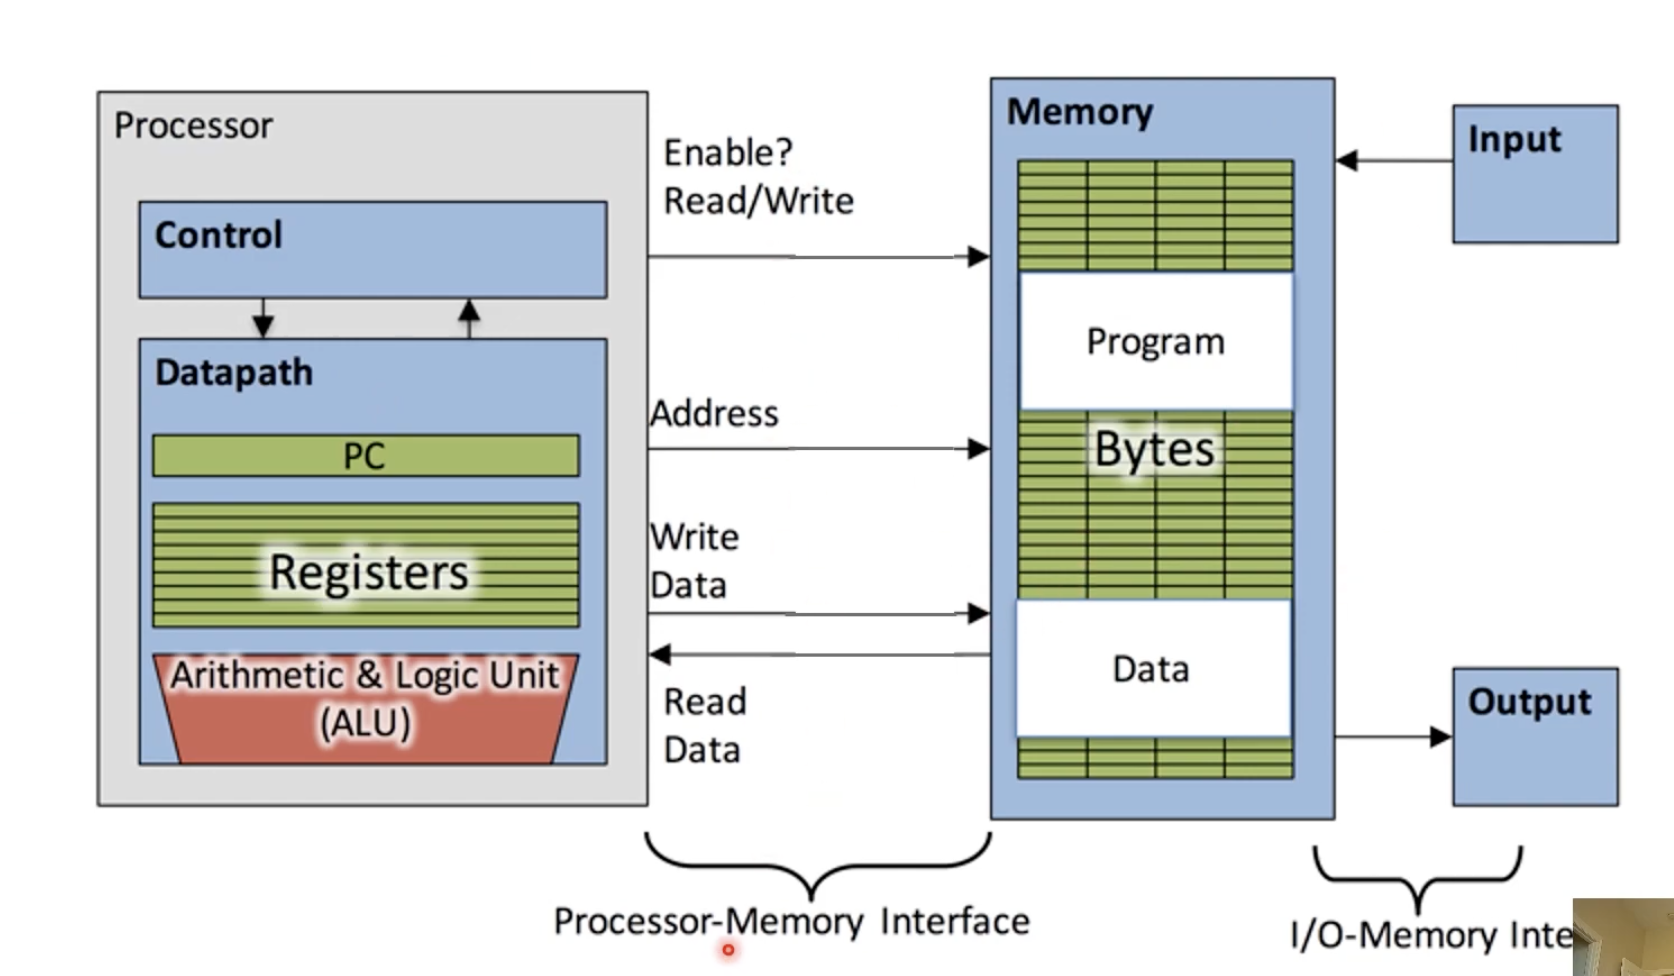 Processor
Control
Datapath
PC
Registers
Arithmetic & Logic Unit
(ALU)
Enable?
Read/Write
Address
Write
Data
Read
Data
Memory
Program
Bytes
Data
Input
Output
Processor-Memory Interface
I/O-Memory Inte